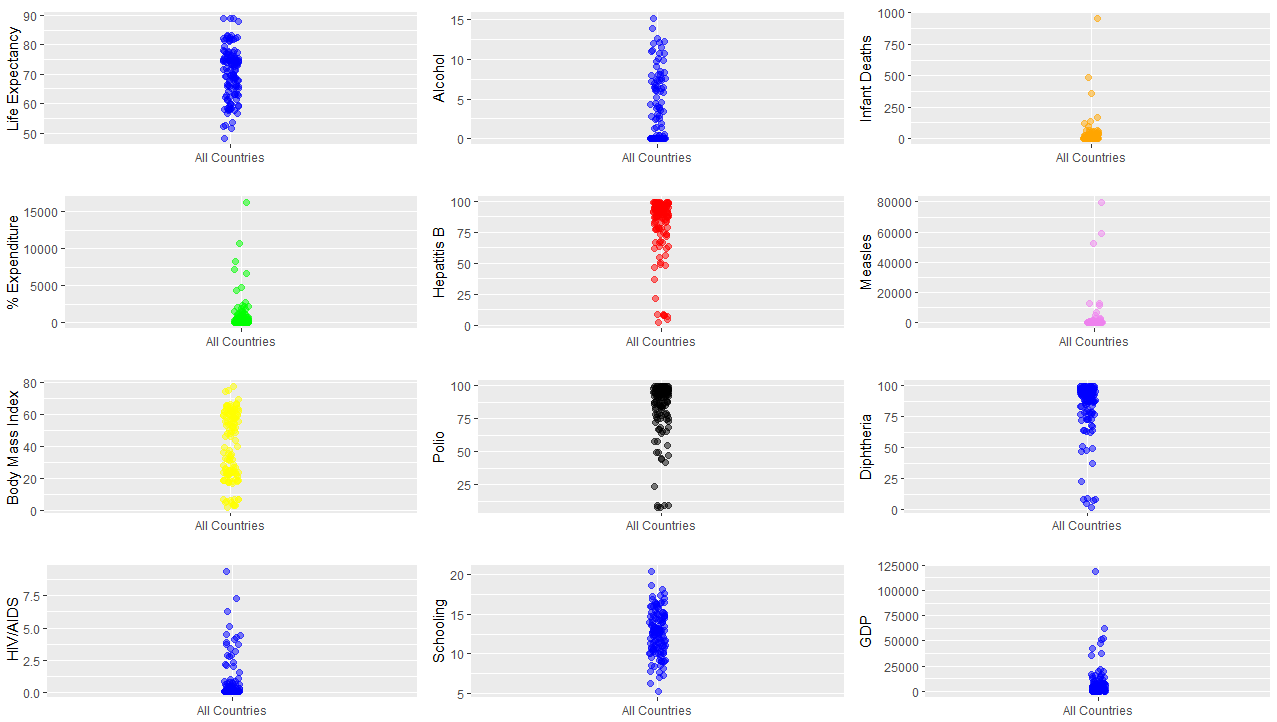 Life Expectancy
90
80
70
60
50
All Countries
Alcohol
15
10
5
0
All Countries
Infant Deaths
1000
750
500
250
0
All Countries
% Expenditure
15000
10000
5000
0
All Countries
Hepatitis B
100
75
50
25
0
All Countries
Measles
80000
60000
40000
20000
0
All Countries
Body Mass Index
80
60
40
20
0
All Countries
Polio
100
75
50
25
All Countries
Diphtheria
100
75
50
25
0
All Countries
HIV/AIDS
7.5
5.0
2.5
0.0
All Countries
Schooling
20
15
10
5
All Countries
GDP
125000
100000
75000
50000
25000
0
All Countries